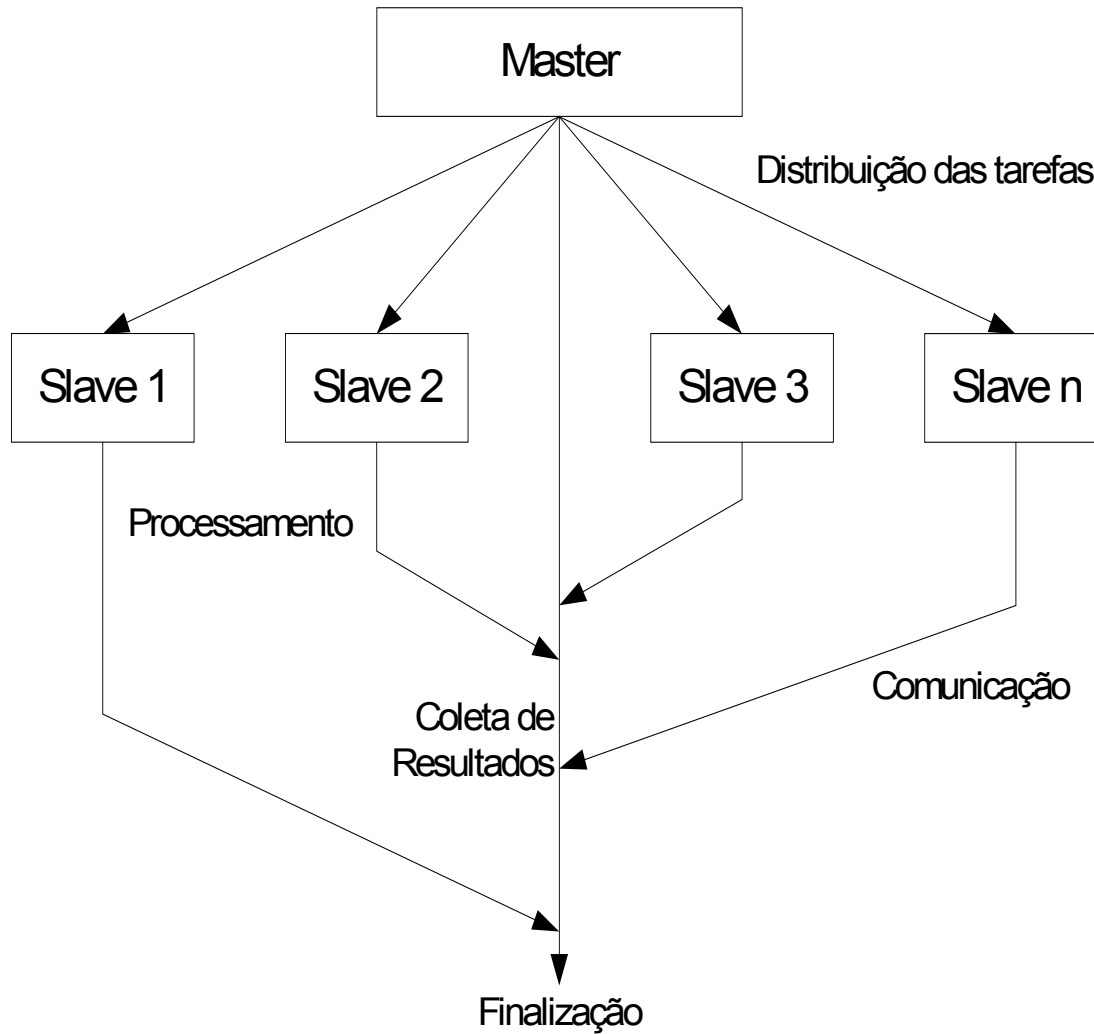 Master
Distribuição das tarefas
Slave 1
Slave 2
Slave 3
Slave n
Processamento
Comunicação
Coleta de
Resultados
Finalização